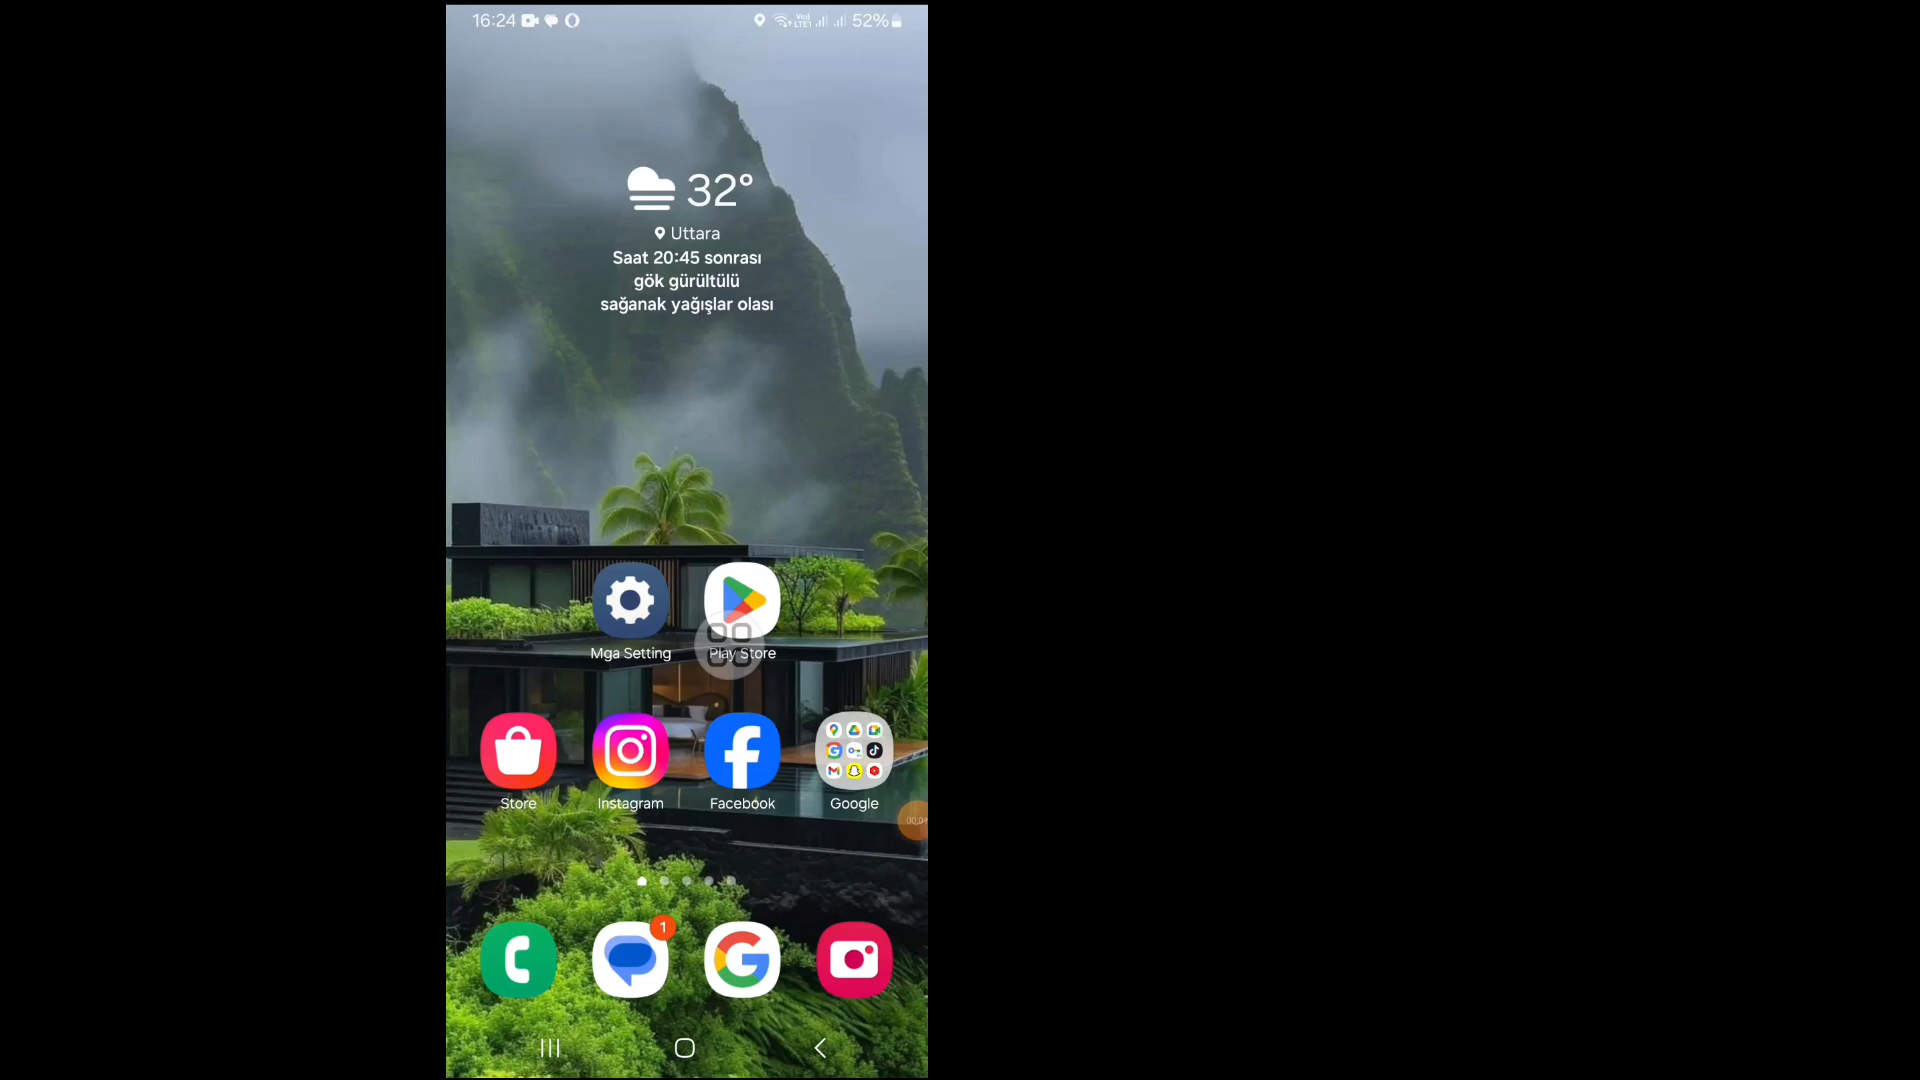 16:24
52%
32°
Uttara
Saat 20:45 sonrası
gök gürültülü
sağanak yağışlar olası
Mga Setting
Play Store
Store
Instagram
Facebook
Google
1